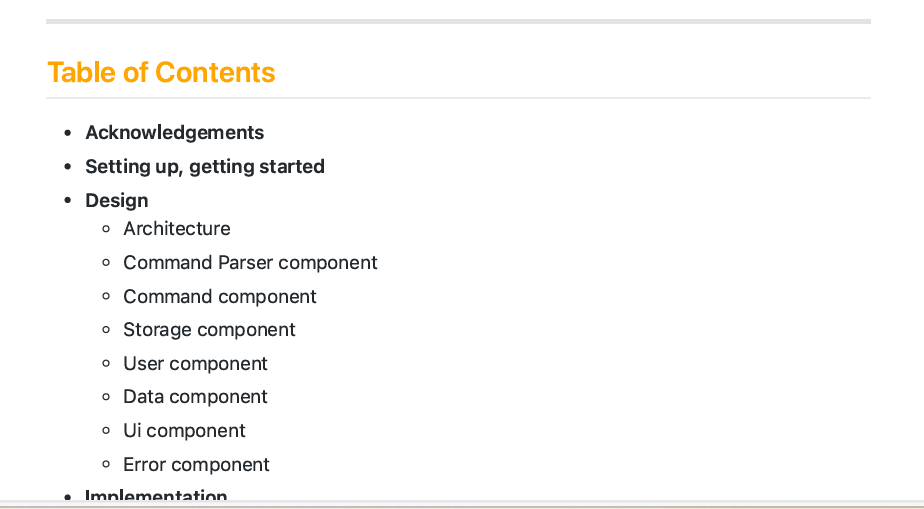 Table of Contents
Acknowledgements
Setting up, getting started
Design
Architecture
Command Parser component
Command component
Storage component
User component
Data component
Ui component
Error component
Implementation